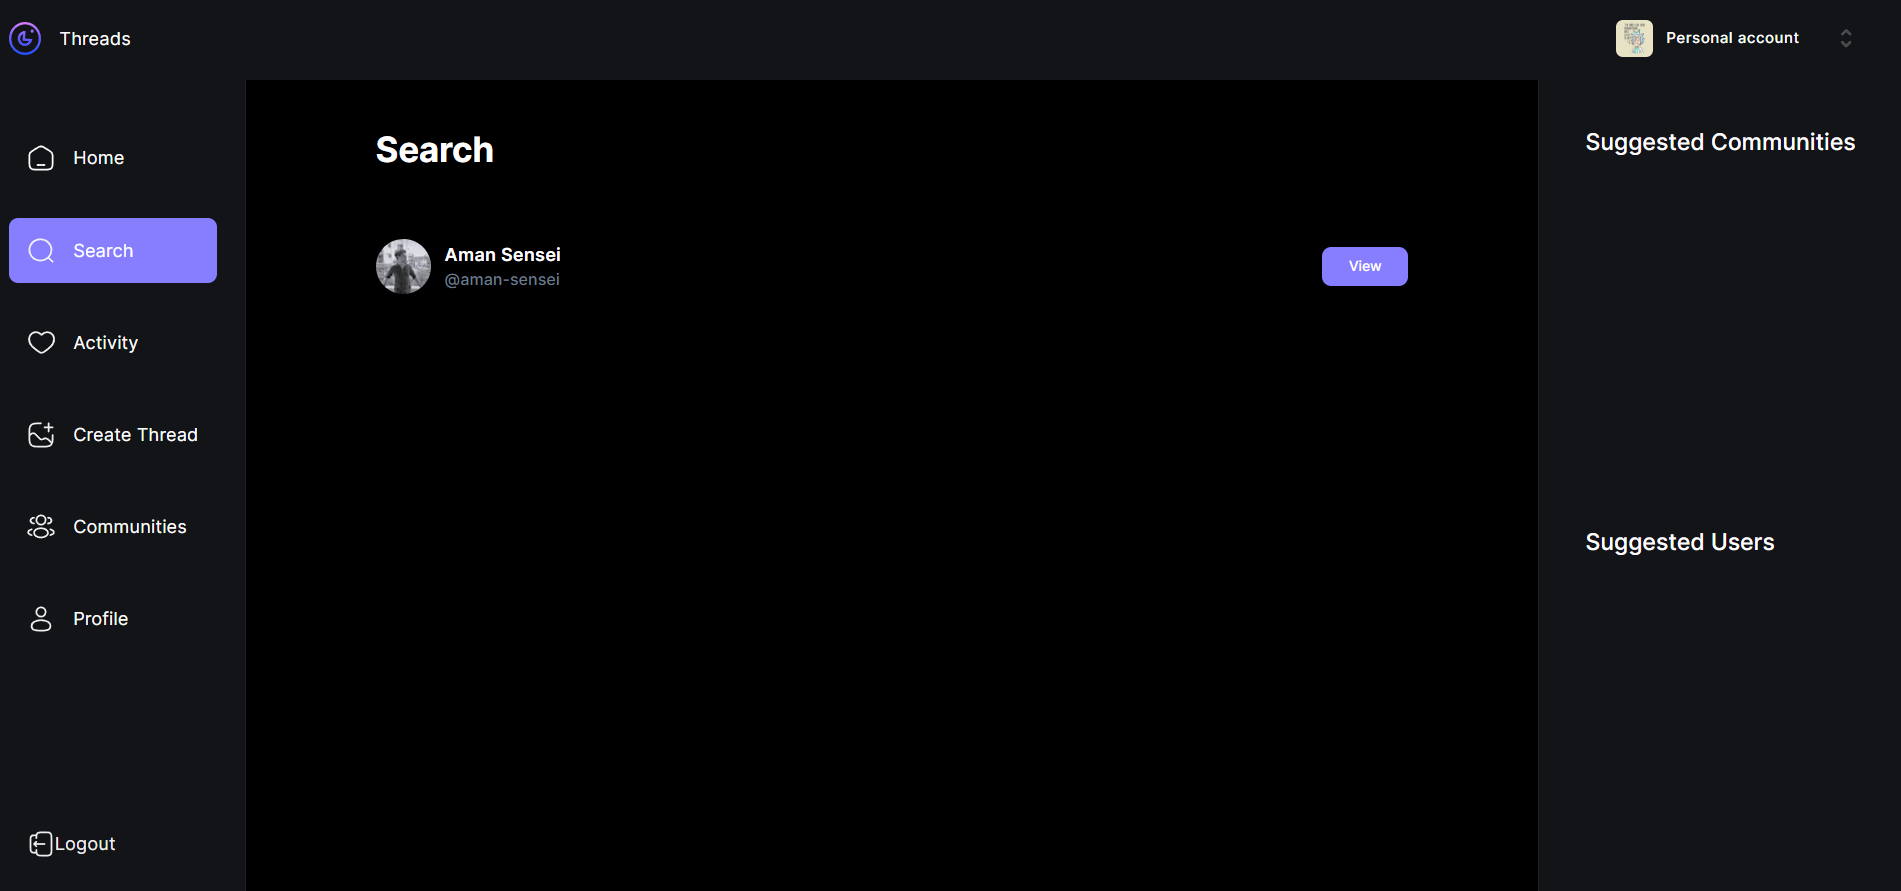 Threads
Personal account
Home
Search
Activity
Create Thread
Communities
Profile
Logout
Search
Aman Sensei
@aman-sensei
View
Suggested Communities
Suggested Users